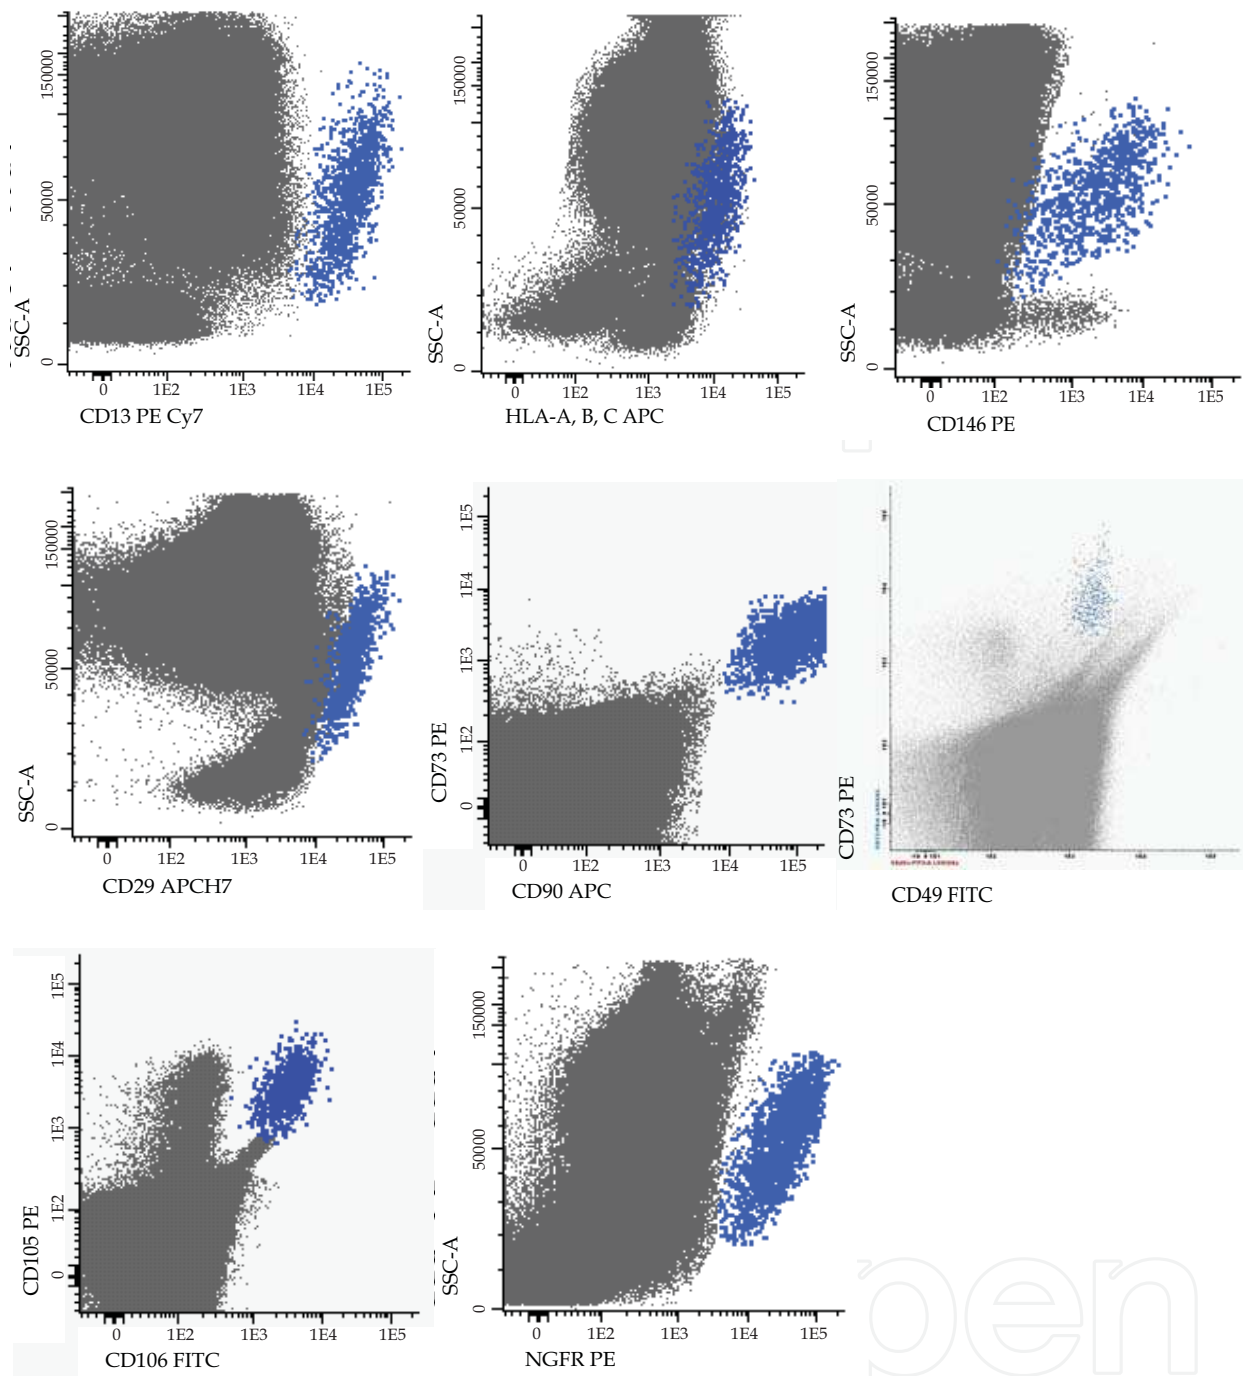 150000
50000
0
SSC-A
0 1E2 1E3 1E4 1E5
CD13 PE Cy7
150000
50000
0
SSC-A
0 1E2 1E3 1E4 1E5
HLA-A, B, C APC
150000
50000
0
SSC-A
0 1E2 1E3 1E4 1E5
CD146 PE
150000
50000
0
SSC-A
0 1E2 1E3 1E4 1E5
CD29 APCH7
1E5
1E4
1E3
1E2
0
CD73 PE
0 1E2 1E3 1E4 1E5
CD90 APC
CD73 PE
CD49 FITC
1E5
1E4
1E3
1E2
0
CD105 PE
0 1E2 1E3 1E4 1E5
CD106 FITC
150000
50000
0
SSC-A
0 1E2 1E3 1E4 1E5
NGFR PE
pen